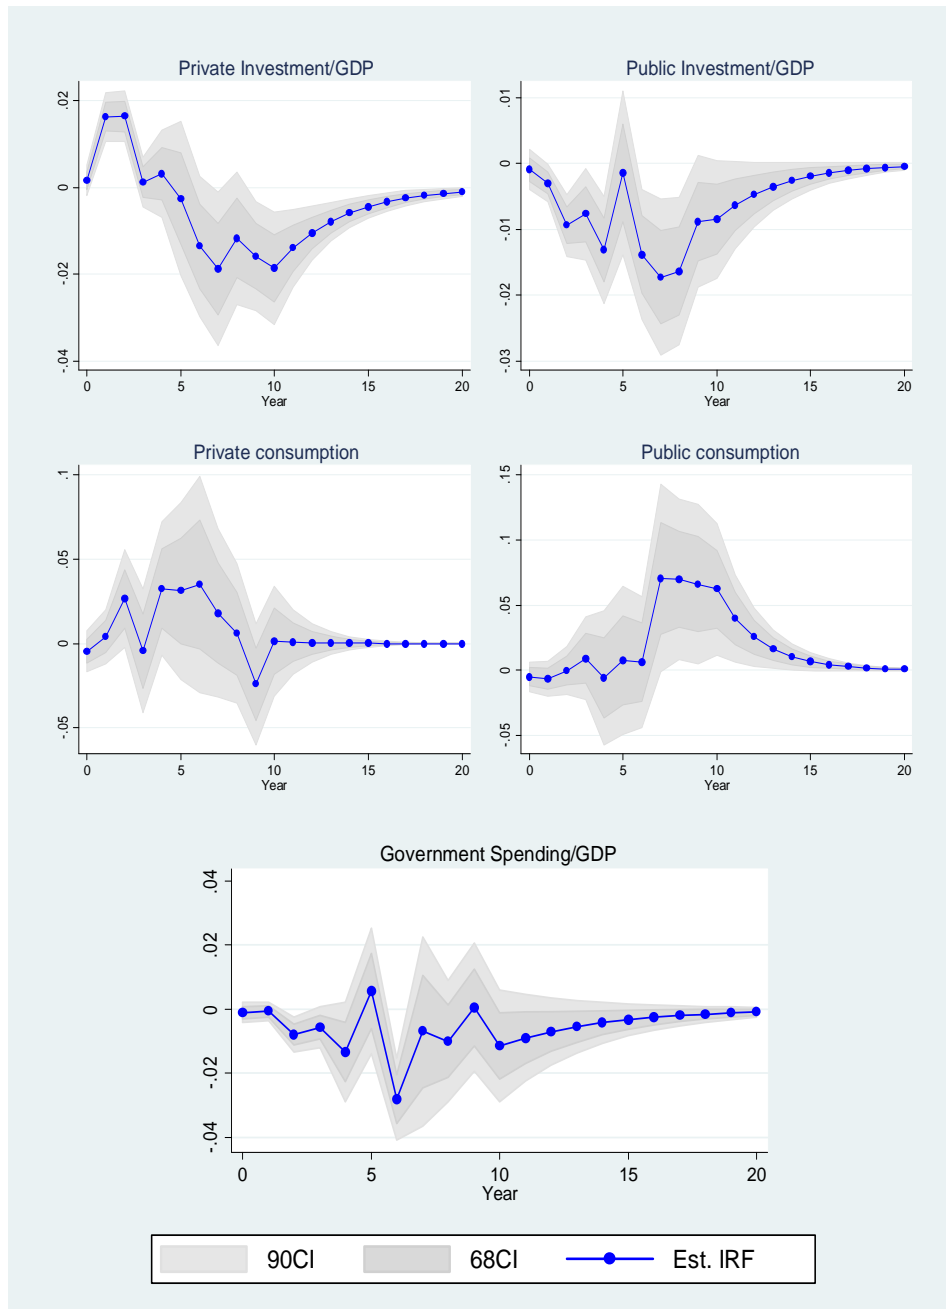 Private Investment/GDP
.02
0
-.02
-.04
0 5 10 15 20
Year
Public Investment/GDP
.01
0
-.01
-.02
-.03
0 5 10 15 20
Year
Private consumption
.1
.05
0
-.05
0 5 10 15 20
Year
Public consumption
.15
.1
.05
0
-.05
0 5 10 15 20
Year
Government Spending/GDP
.04
.02
0
-.02
-.04
0 5 10 15 20
Year
90CI 68CI Est. IRF